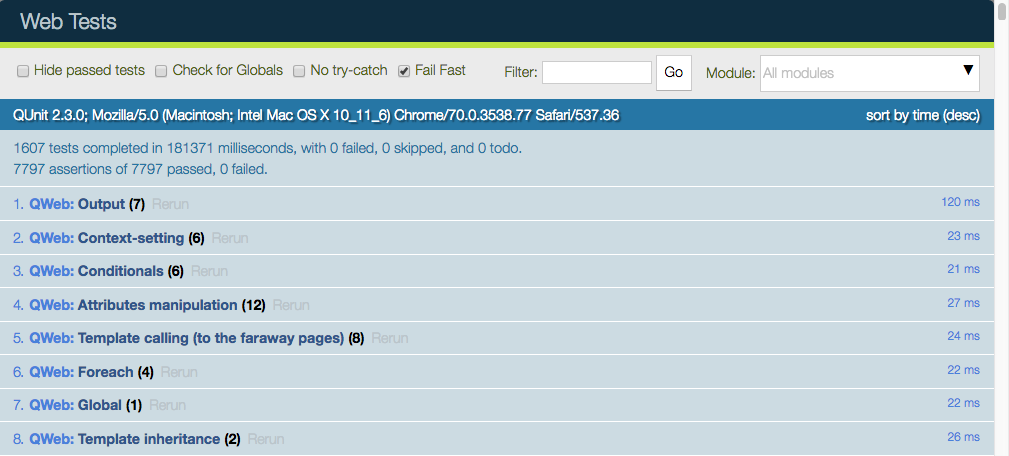 Web Tests
Hide passed tests Check for Globals No try-catch Fail Fast Filter: Go Module: All modules ▼
QUnit 2.3.0; Mozilla/5.0 (Macintosh; Intel Mac OS X 10_11_6) Chrome/70.0.3538.77 Safari/537.36 sort by time (desc)
1607 tests completed in 181371 milliseconds, with 0 failed, 0 skipped, and 0 todo.
7797 assertions of 7797 passed, 0 failed.
1. QWeb: Output (7) Rerun 120 ms
2. QWeb: Context-setting (6) Rerun 23 ms
3. QWeb: Conditionals (6) Rerun 21 ms
4. QWeb: Attributes manipulation (12) Rerun 27 ms
5. QWeb: Template calling (to the faraway pages) (8) Rerun 24 ms
6. QWeb: Foreach (4) Rerun 22 ms
7. QWeb: Global (1) Rerun 22 ms
8. QWeb: Template inheritance (2) Rerun 26 ms